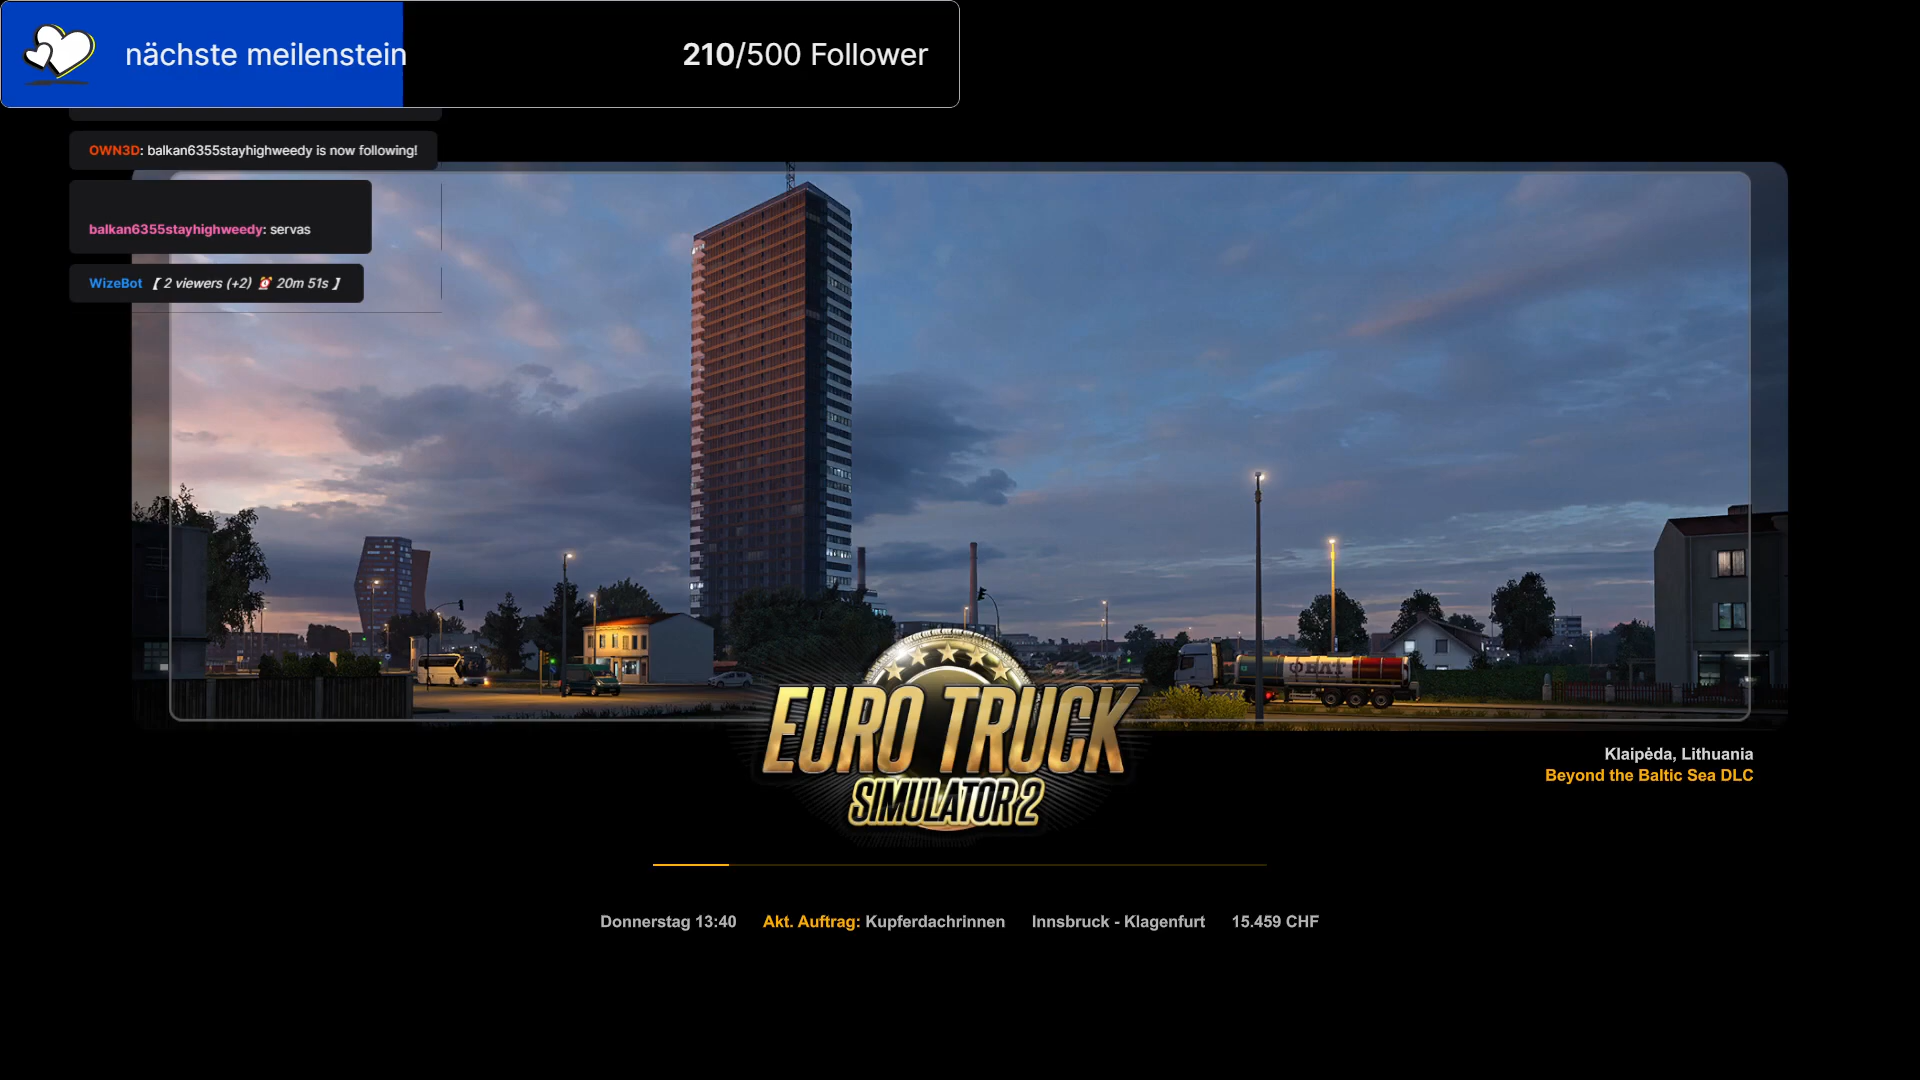 nächste meilenstein
210/500 Follower
OWN3D: balkan6355stayhighweedy is now following!
balkan6355stayhighweedy: servas
WizeBot 【 2 viewers (+2) ⏰ 20m 51s 】
EURO TRUCK
SIMULATOR 2
Klaipėda, Lithuania
Beyond the Baltic Sea DLC
Donnerstag 13:40 Akt. Auftrag: Kupferdachrinnen Innsbruck - Klagenfurt 15.459 CHF